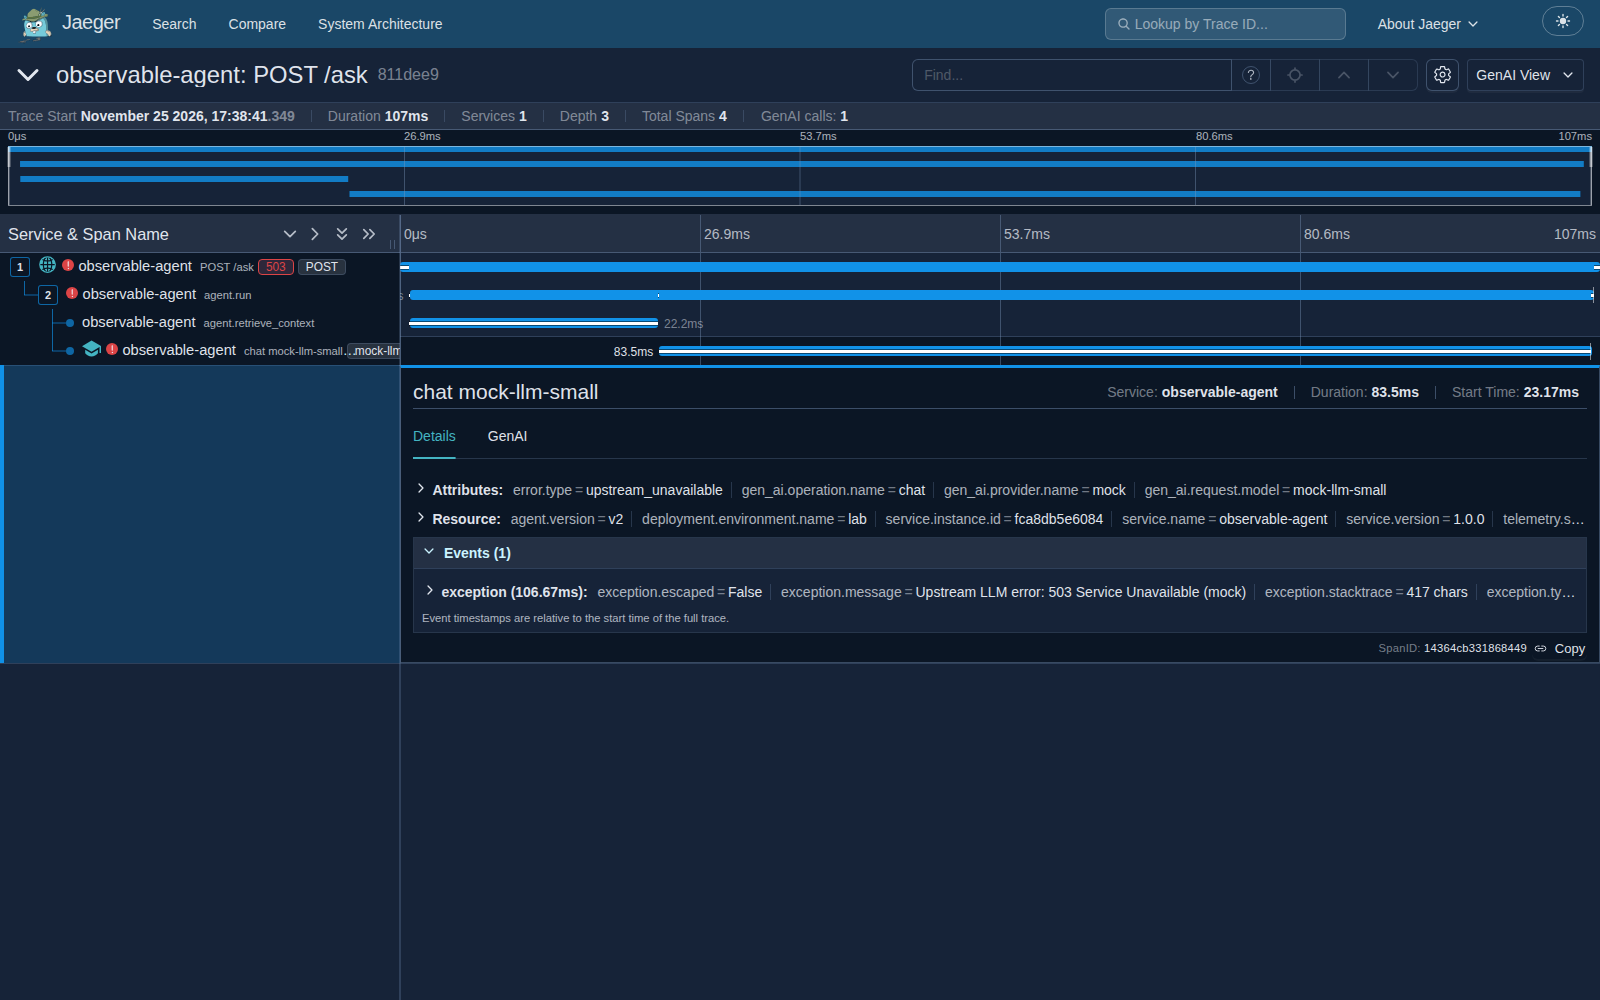 Jaeger Search Compare System Architecture Lookup by Trace ID... About Jaeger
observable-agent: POST /ask 811dee9 Find... ? GenAI View
Trace Start November 25 2026, 17:38:41.349 Duration 107ms Services 1 Depth 3 Total Spans 4 GenAI calls: 1
0μs 26.9ms 53.7ms 80.6ms 107ms
Service & Span Name 0μs 26.9ms 53.7ms 80.6ms 107ms
1 observable-agent POST /ask 503 POST
2 observable-agent agent.run
observable-agent agent.retrieve_context 22.2ms
observable-agent chat mock-llm-small... mock-llm 83.5ms
chat mock-llm-small Service: observable-agent Duration: 83.5ms Start Time: 23.17ms
Details GenAI
Attributes: error.type = upstream_unavailable gen_ai.operation.name = chat gen_ai.provider.name = mock gen_ai.request.model = mock-llm-small
Resource: agent.version = v2 deployment.environment.name = lab service.instance.id = fca8db5e6084 service.name = observable-agent service.version = 1.0.0 telemetry.s...
Events (1)
exception (106.67ms): exception.escaped = False exception.message = Upstream LLM error: 503 Service Unavailable (mock) exception.stacktrace = 417 chars exception.ty...
Event timestamps are relative to the start time of the full trace.
SpanID: 14364cb331868449 Copy